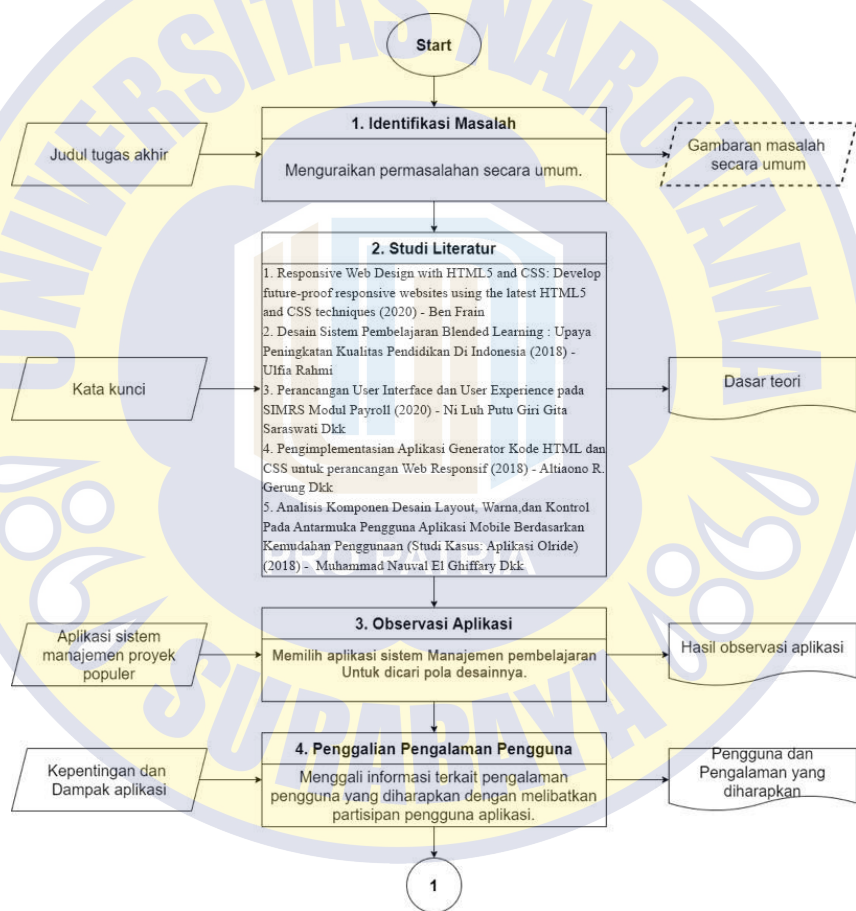 Start
1. Identifikasi Masalah
Judul tugas akhir
Menguraikan permasalahan secara umum.
Gambaran masalah
secara umum
2. Studi Literatur
1. Responsive Web Design with HTML5 and CSS: Develop
future-proof responsive websites using the latest HTML5
and CSS techniques (2020) - Ben Frain
2. Desain Sistem Pembelajaran Blended Learning : Upaya
Peningkatan Kualitas Pendidikan Di Indonesia (2018) -
Ulfia Rahmi
3. Perancangan User Interface dan User Experience pada
SIMRS Modul Payroll (2020) - Ni Luh Putu Giri Gita
Saraswati Dkk
4. Pengimplementasian Aplikasi Generator Kode HTML dan
CSS untuk perancangan Web Responsif (2018) - Altiaono R.
Gerung Dkk
5. Analisis Komponen Desain Layout, Warna,dan Kontrol
Pada Antarmuka Pengguna Aplikasi Mobile Berdasarkan
Kemudahan Penggunaan (Studi Kasus: Aplikasi Olride)
(2018) - Muhammad Nauval El Ghiffary Dkk
Kata kunci
Dasar teori
3. Observasi Aplikasi
Aplikasi sistem
manajemen proyek
populer
Memilih aplikasi sistem Manajemen pembelajaran
Untuk dicari pola desainnya.
Hasil observasi aplikasi
4. Penggalian Pengalaman Pengguna
Kepentingan dan
Dampak aplikasi
Menggali informasi terkait pengalaman
pengguna yang diharapkan dengan melibatkan
partisipan pengguna aplikasi.
Pengguna dan
Pengalaman yang
diharapkan
1
UNIVERSITAS NAROTAMA
PRO PATRIA
SURABAYA